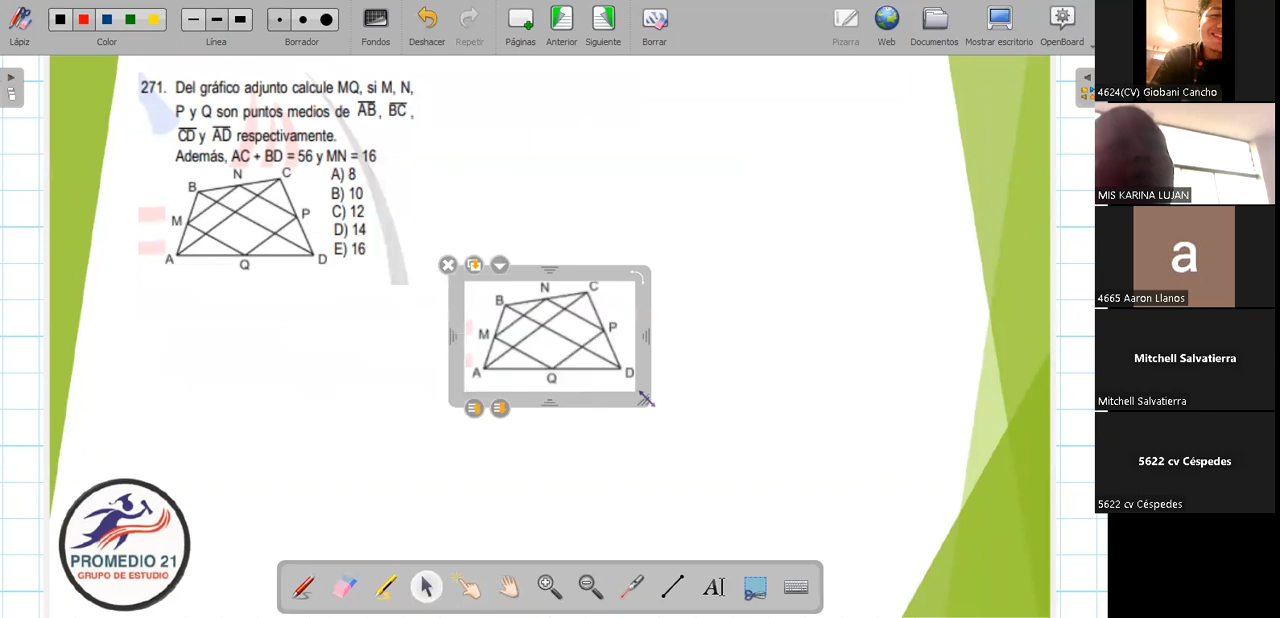 Lápiz
Color
Línea
Borrador
Fondos
Deshacer
Repetir
Páginas
Anterior
Siguiente
Borrar
Pizarra
Web
Documentos
Mostrar escritorio
OpenBoard
271. Del gráfico adjunto calcule MQ, si M, N,
P y Q son puntos medios de AB, BC,
CD y AD respectivamente.
Además, AC + BD = 56 y MN = 16
A) 8
B) 10
C) 12
D) 14
E) 16
N
C
B
M
P
A
Q
D
N
C
B
M
P
A
Q
D
PROMEDIO 21
GRUPO DE ESTUDIO
4624(CV) Giobani Cancho
MIS KARINA LUJAN
a
4665 Aaron Llanos
Mitchell Salvatierra
Mitchell Salvatierra
5622 cv Céspedes
5622 cv Céspedes